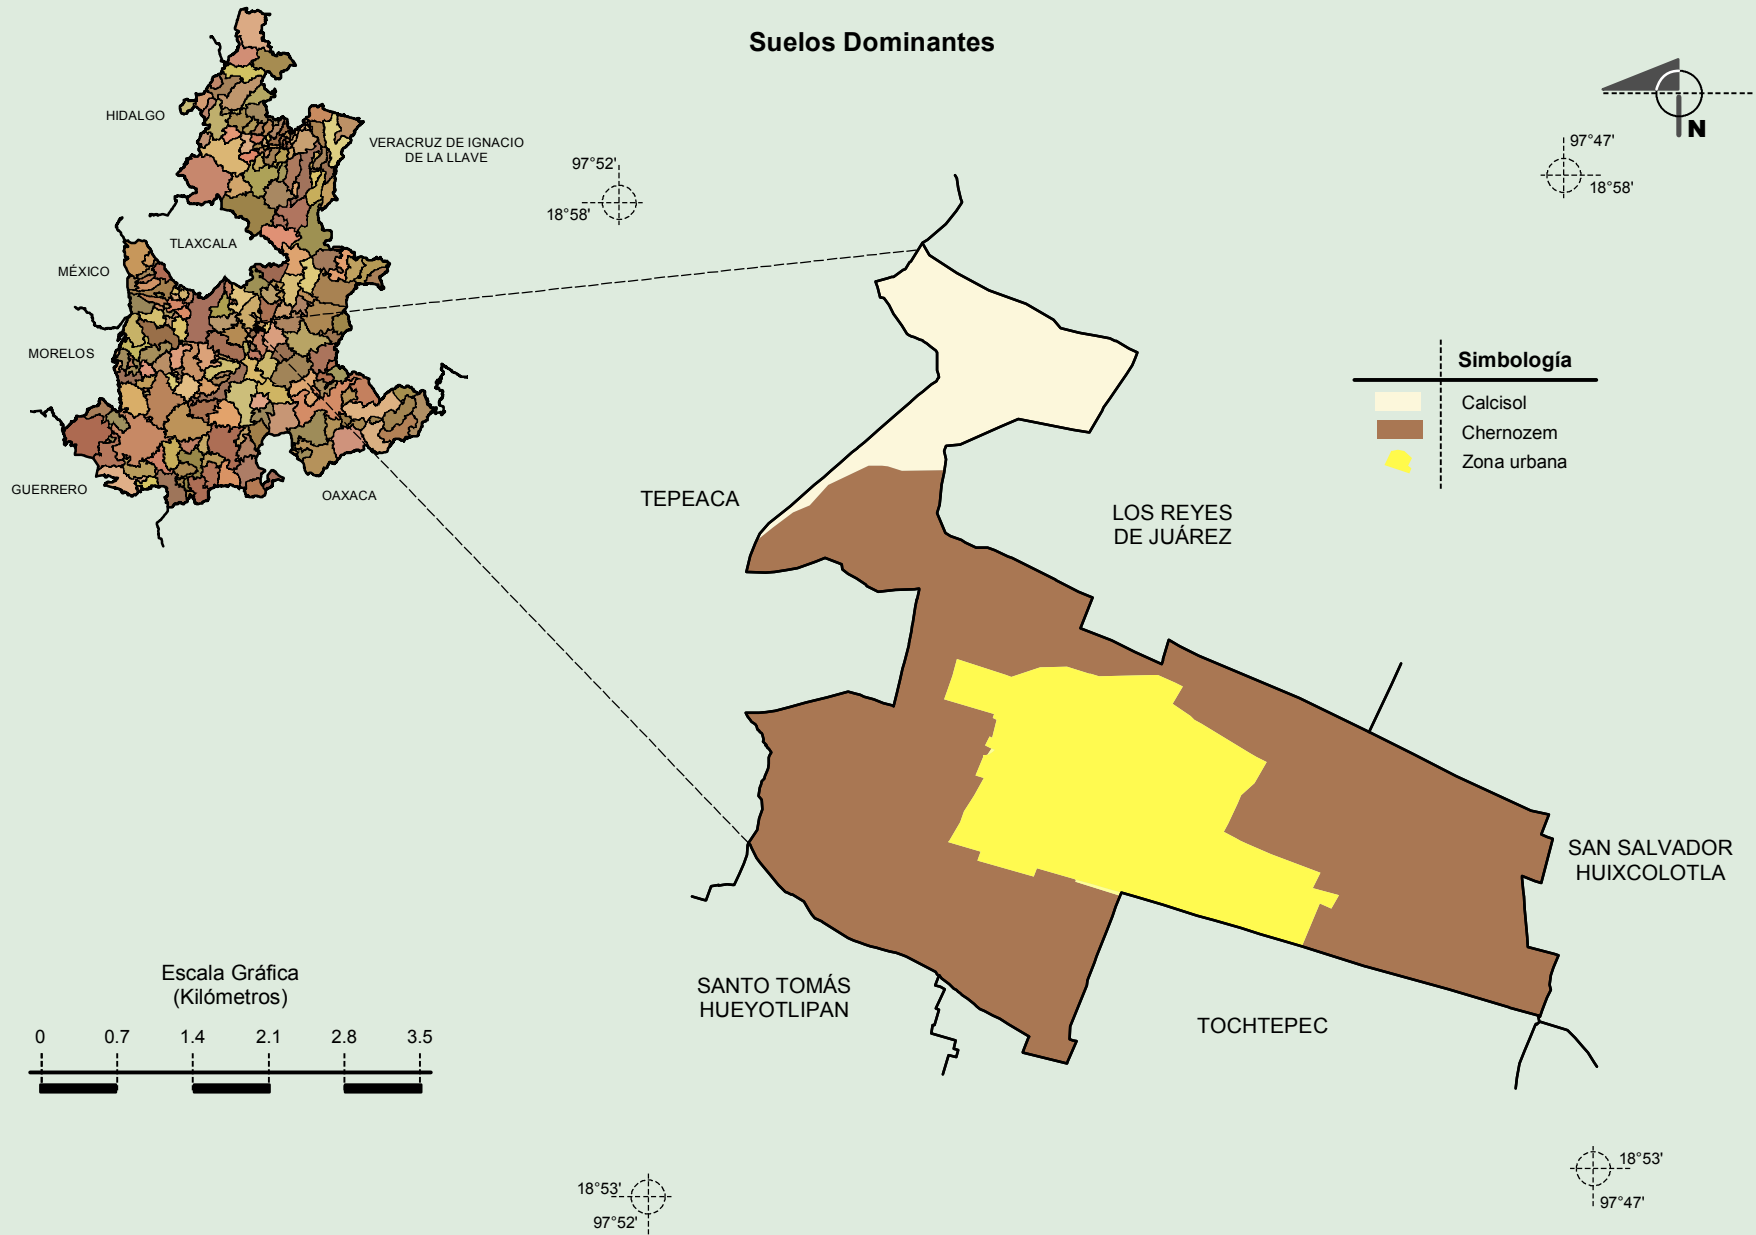 Suelos Dominantes
HIDALGO
VERACRUZ DE IGNACIO
DE LA LLAVE
TLAXCALA
MÉXICO
MORELOS
GUERRERO
OAXACA
97°52'
18°58'
97°47'
18°58'
N
Simbología
Calcisol
Chernozem
Zona urbana
TEPEACA
LOS REYES
DE JUÁREZ
SAN SALVADOR
HUIXCOLOTLA
SANTO TOMÁS
HUEYOTLIPAN
TOCHTEPEC
Escala Gráfica
(Kilómetros)
0 0.7 1.4 2.1 2.8 3.5
18°53'
97°52'
18°53'
97°47'